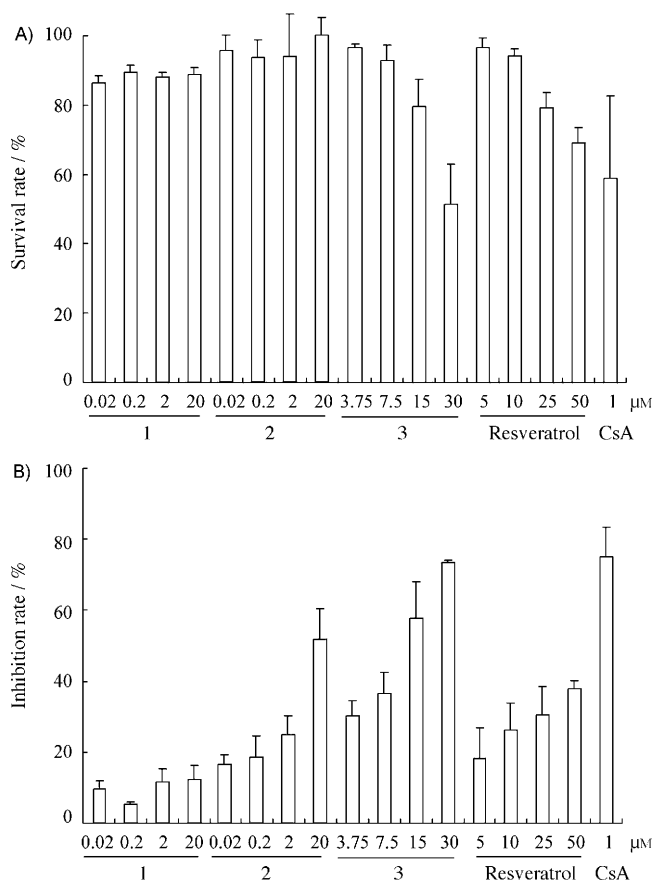 A)
100
80
60
40
20
0
Survival rate / %
0.02 0.2 2 20 0.02 0.2 2 20 3.75 7.5 15 30 5 10 25 50 1 µM
1 2 3 Resveratrol CsA
B)
100
80
60
40
20
0
Inhibition rate / %
0.02 0.2 2 20 0.02 0.2 2 20 3.75 7.5 15 30 5 10 25 50 1 µM
1 2 3 Resveratrol CsA